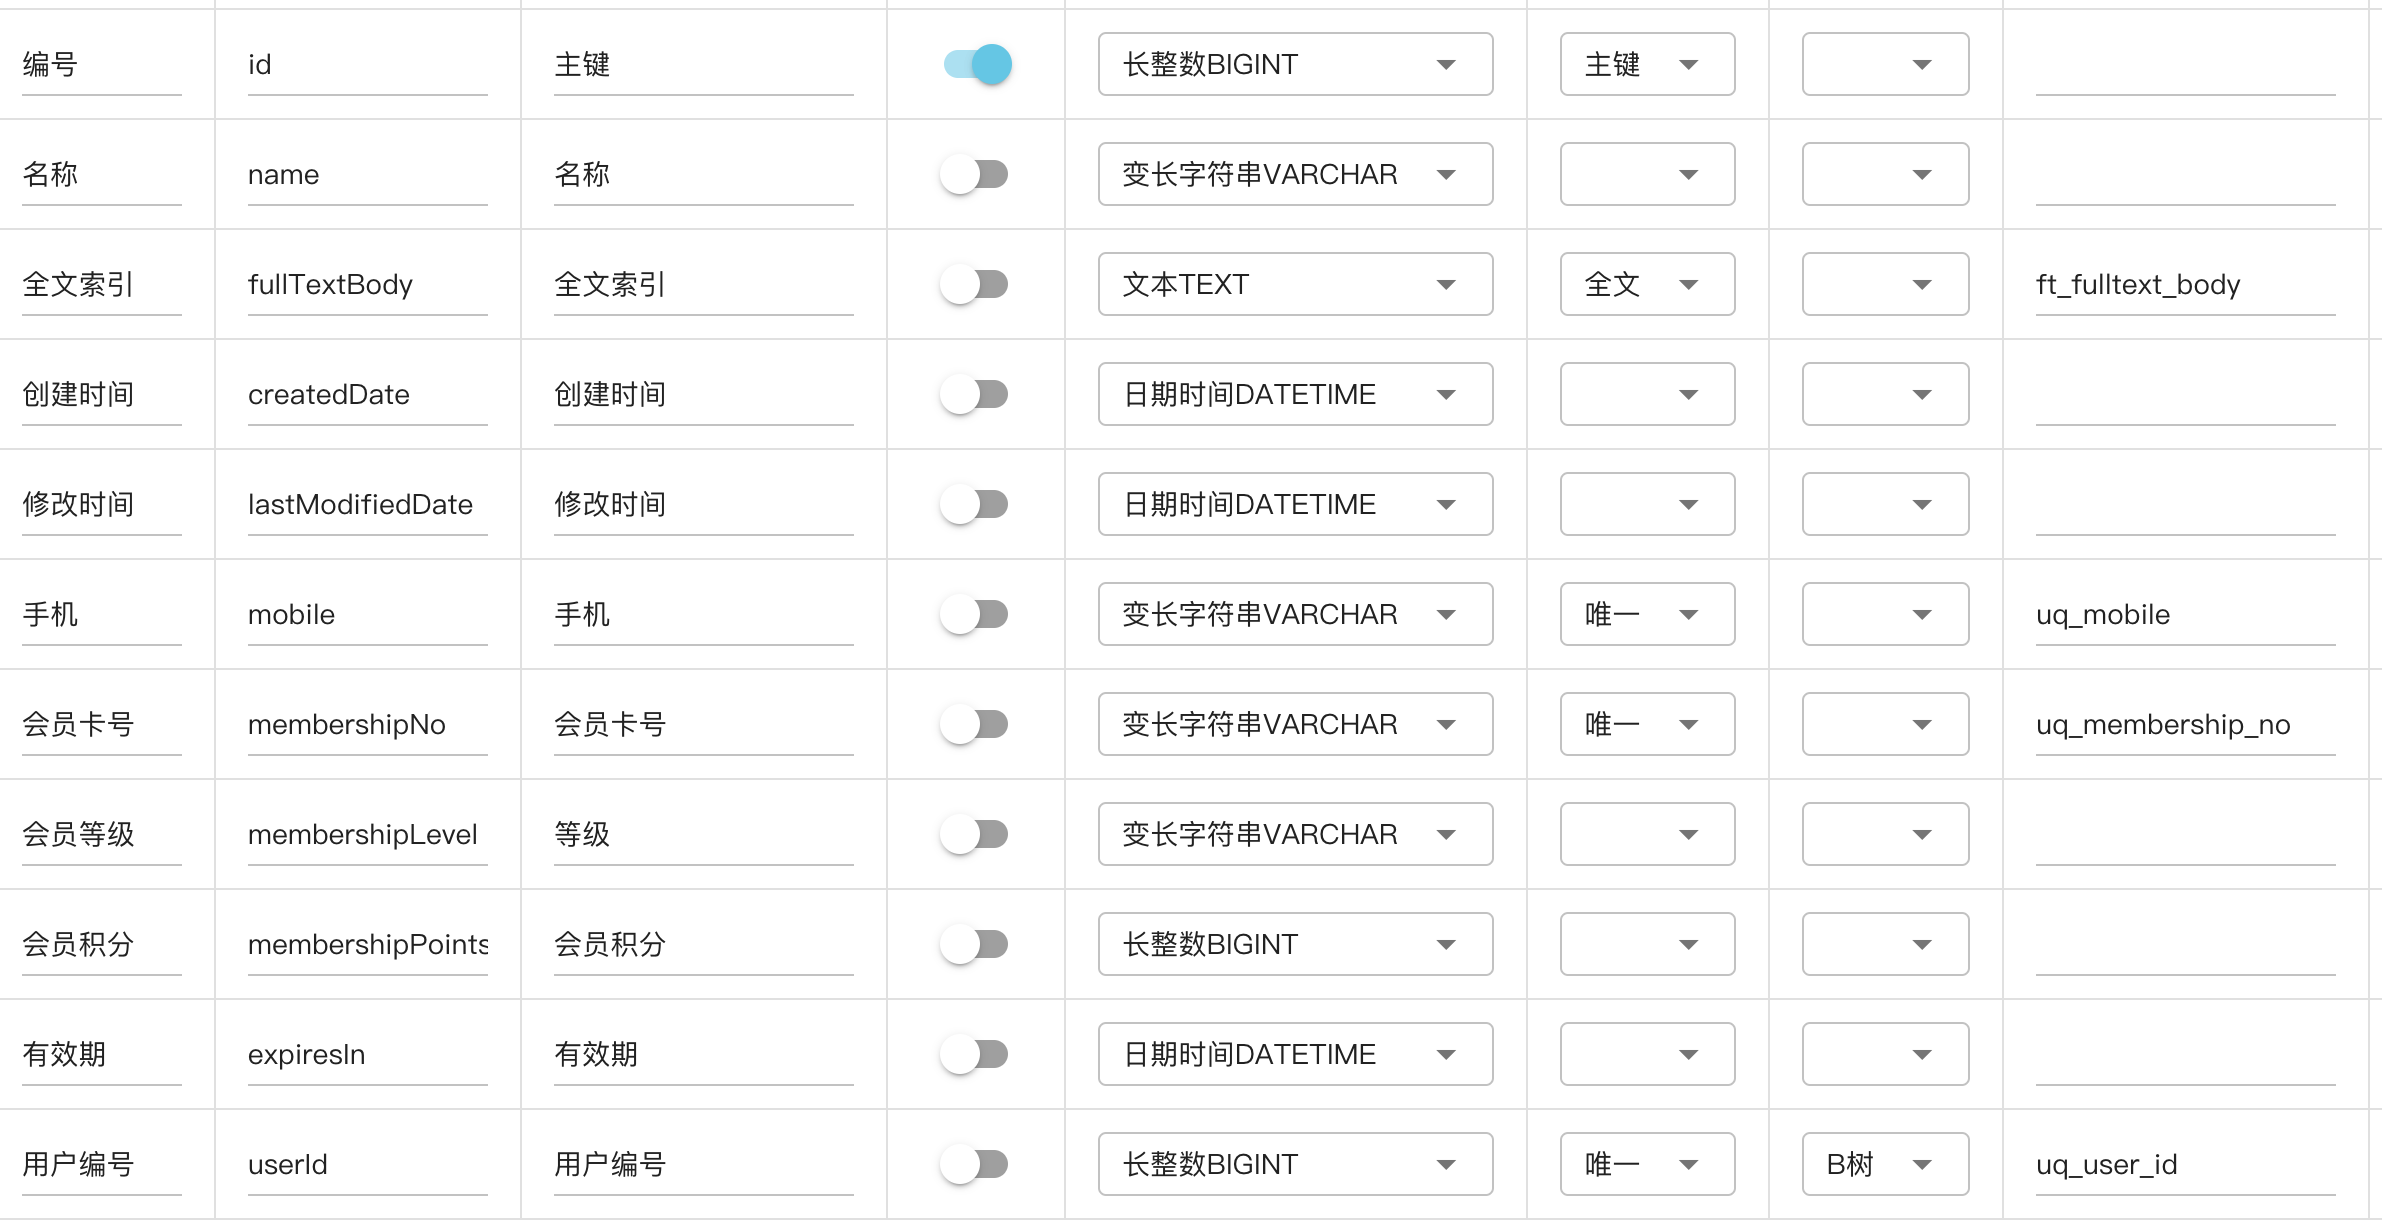 编号 id 主键 长整数BIGINT 主键
名称 name 名称 变长字符串VARCHAR
全文索引 fullTextBody 全文索引 文本TEXT 全文 ft_fulltext_body
创建时间 createdDate 创建时间 日期时间DATETIME
修改时间 lastModifiedDate 修改时间 日期时间DATETIME
手机 mobile 手机 变长字符串VARCHAR 唯一 uq_mobile
会员卡号 membershipNo 会员卡号 变长字符串VARCHAR 唯一 uq_membership_no
会员等级 membershipLevel 等级 变长字符串VARCHAR
会员积分 membershipPoints 会员积分 长整数BIGINT
有效期 expiresIn 有效期 日期时间DATETIME
用户编号 userId 用户编号 长整数BIGINT 唯一 B树 uq_user_id